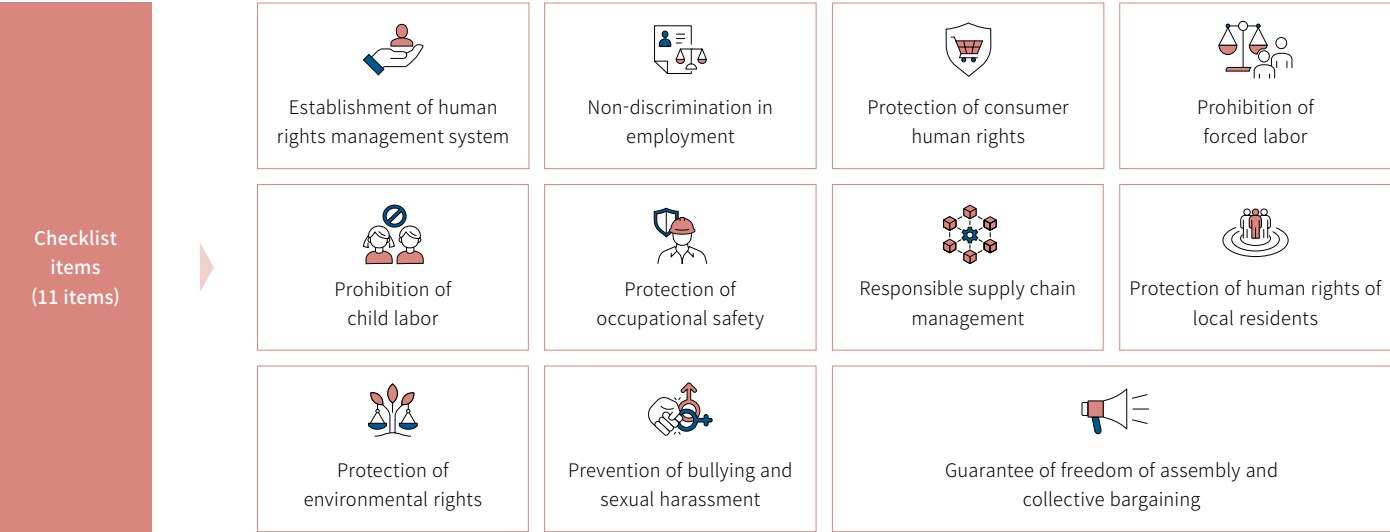 Checklist
items
(11 items)
Establishment of human
rights management system
Non-discrimination in
employment
Protection of consumer
human rights
Prohibition of
forced labor
Prohibition of
child labor
Protection of
occupational safety
Responsible supply chain
management
Protection of human rights of
local residents
Protection of
environmental rights
Prevention of bullying and
sexual harassment
Guarantee of freedom of assembly and
collective bargaining